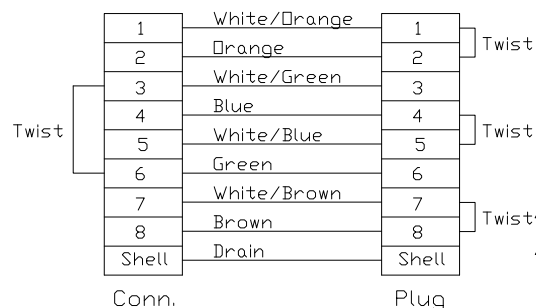 1 White/Orange 1
2 Orange 2 Twist
3 White/Green 3
4 Blue 4
Twist 5 White/Blue 5 Twist
6 Green 6
7 White/Brown 7
8 Brown 8 Twist
Shell Drain Shell
Conn. Plug